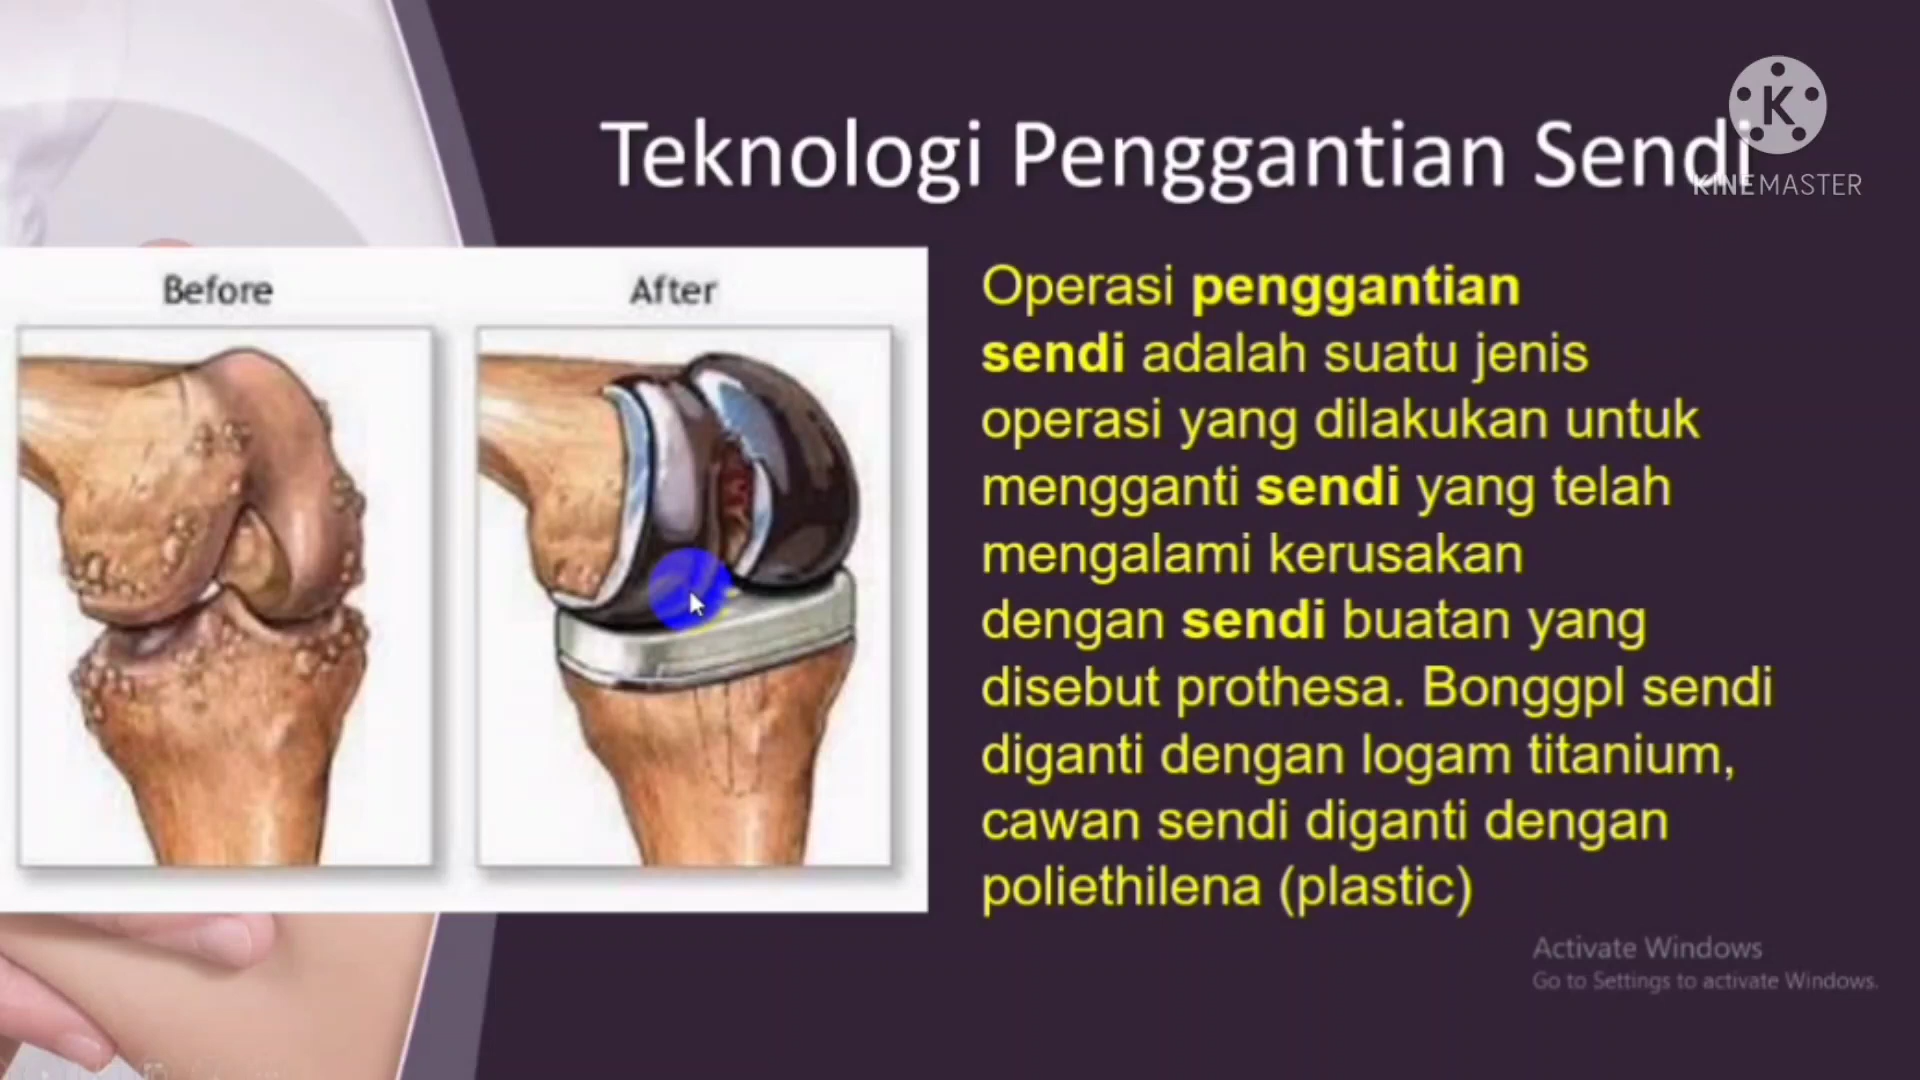 Teknologi Penggantian Sendi
K
KINEMASTER
Before
After
Operasi penggantian
sendi adalah suatu jenis
operasi yang dilakukan untuk
mengganti sendi yang telah
mengalami kerusakan
dengan sendi buatan yang
disebut prothesa. Bonggpl sendi
diganti dengan logam titanium,
cawan sendi diganti dengan
poliethilena (plastic)
Activate Windows
Go to Settings to activate Windows.